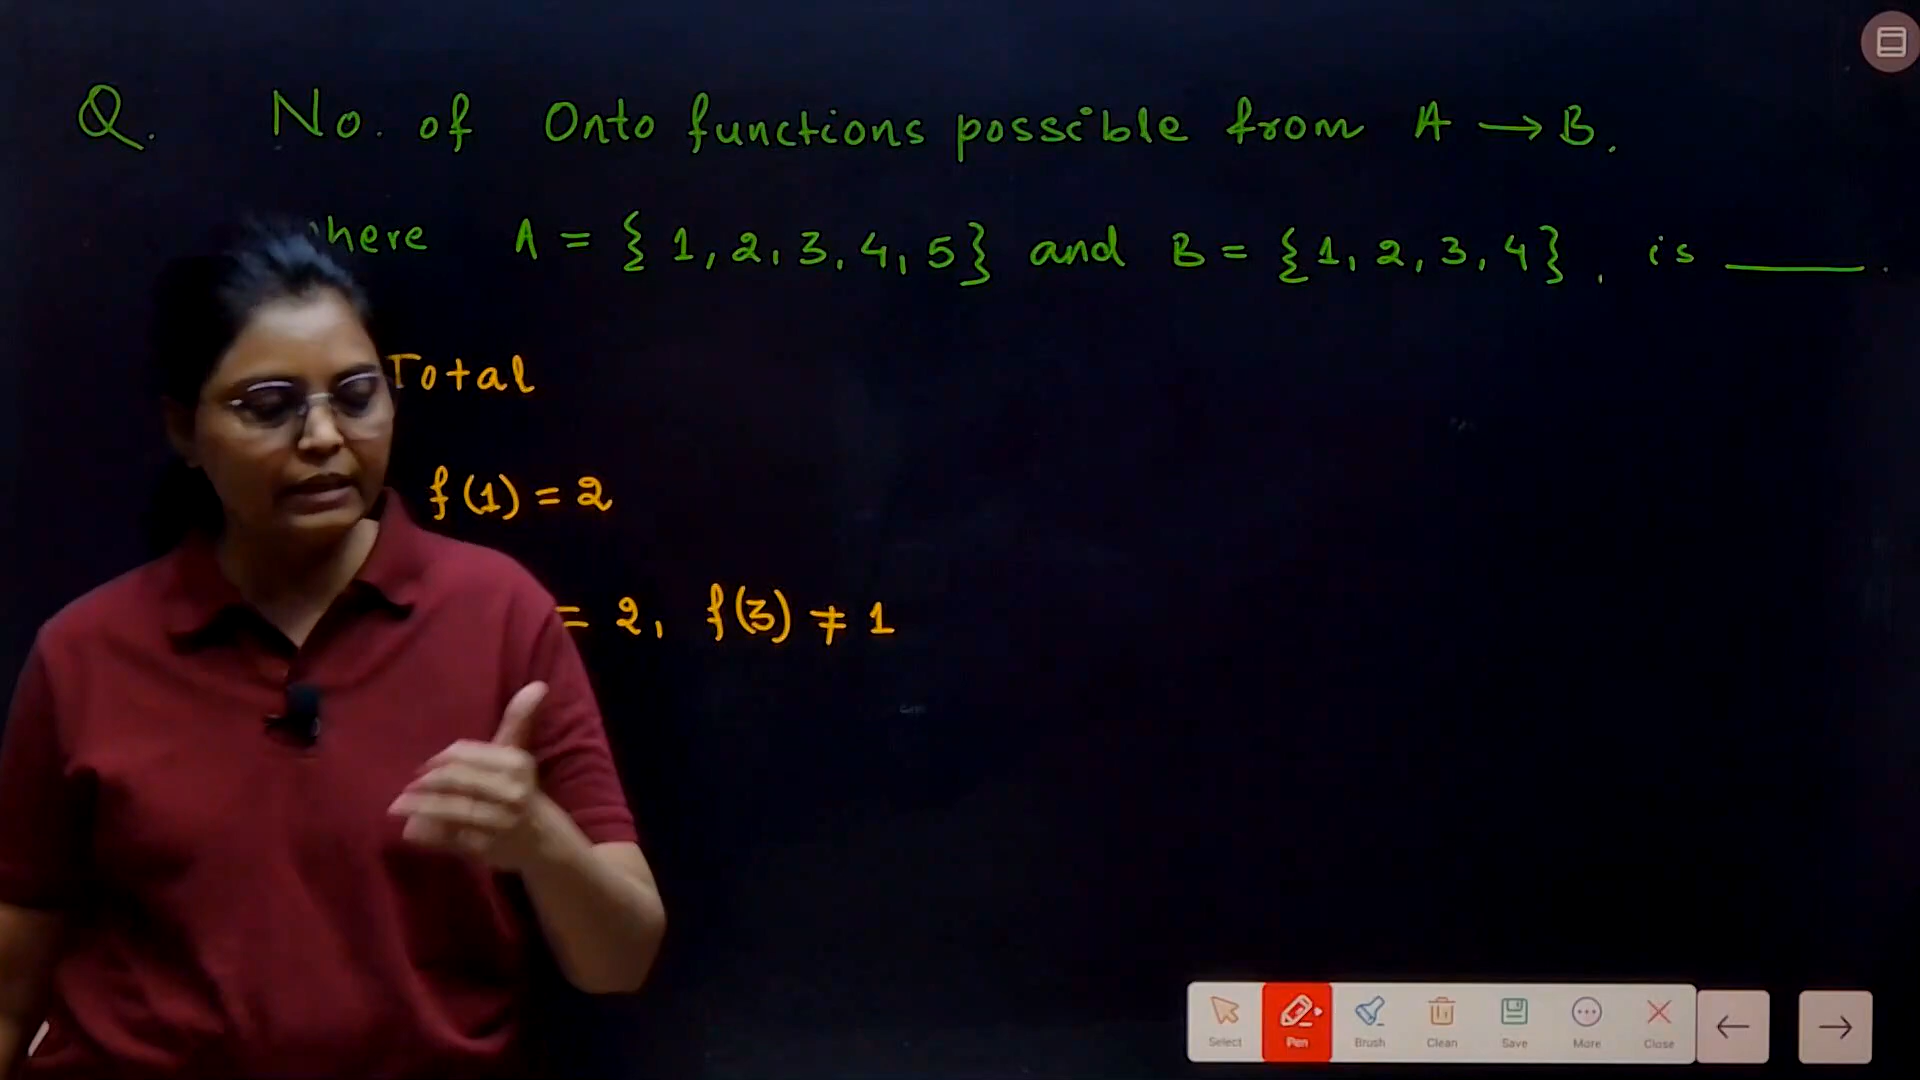 Q. No. of Onto functions possible from A → B.
here A = { 1, 2, 3, 4, 5} and B = {1, 2, 3, 4}, is ____.
Total
f(1) = 2
= 2, f(3) ≠ 1
Select Pen Brush Clean Save More Close